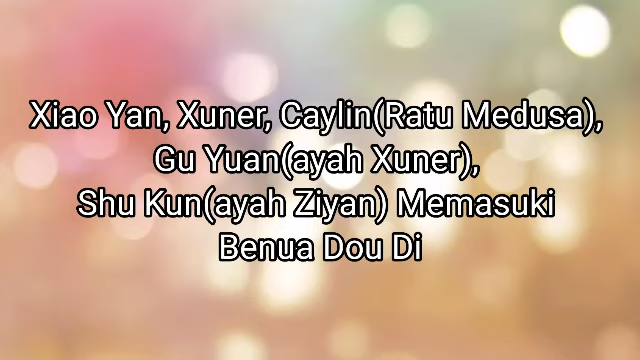 Xiao Yan, Xuner, Caylin(Ratu Medusa),
Gu Yuan(ayah Xuner),
Shu Kun(ayah Ziyan) Memasuki
Benua Dou Di